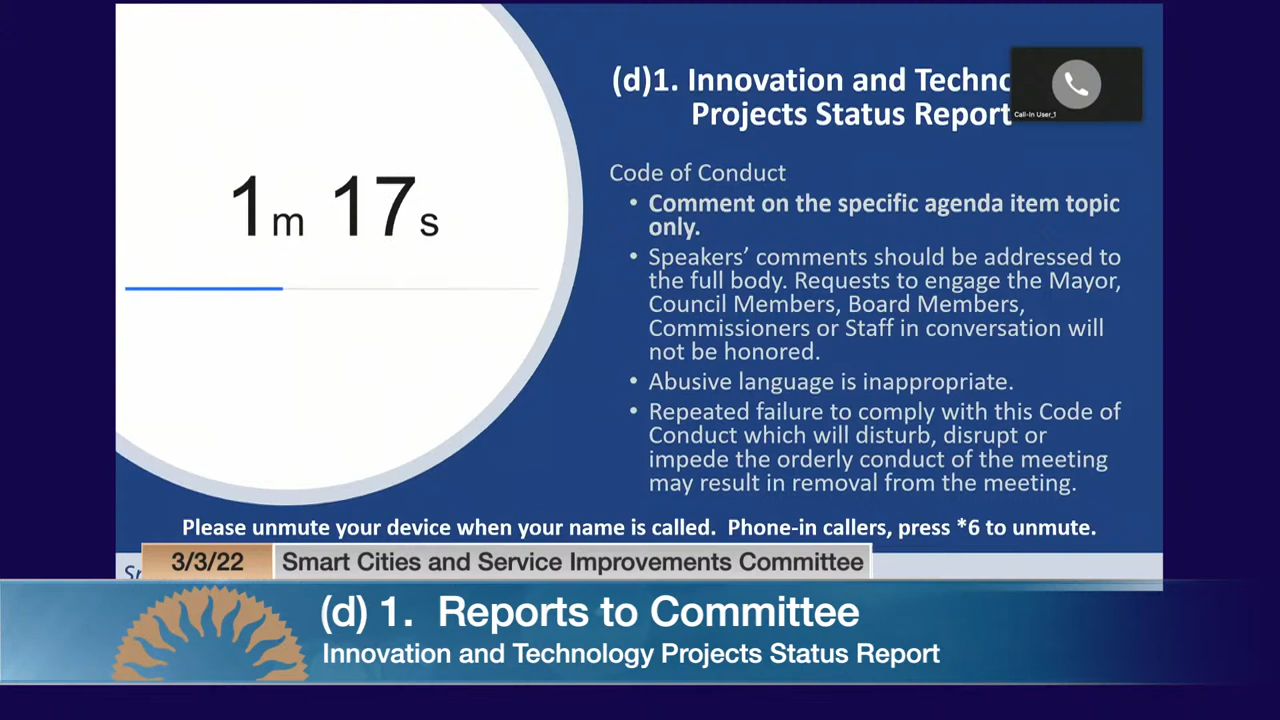 1m 17s
(d)1. Innovation and Techno
Projects Status Report
Call-In User_1
Code of Conduct
• Comment on the specific agenda item topic
only.
• Speakers’ comments should be addressed to
the full body. Requests to engage the Mayor,
Council Members, Board Members,
Commissioners or Staff in conversation will
not be honored.
• Abusive language is inappropriate.
• Repeated failure to comply with this Code of
Conduct which will disturb, disrupt or
impede the orderly conduct of the meeting
may result in removal from the meeting.
Please unmute your device when your name is called. Phone-in callers, press *6 to unmute.
3/3/22 Smart Cities and Service Improvements Committee
(d) 1. Reports to Committee
Innovation and Technology Projects Status Report